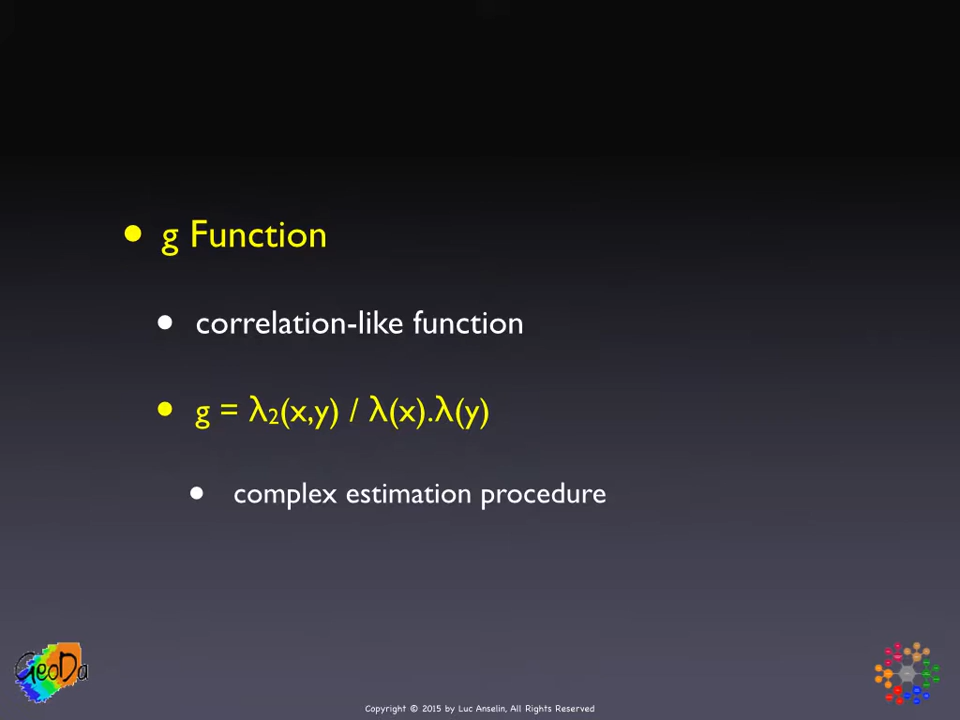 • g Function
• correlation-like function
• g = λ₂(x,y) / λ(x).λ(y)
• complex estimation procedure
GeoDa
Copyright © 2015 by Luc Anselin, All Rights Reserved